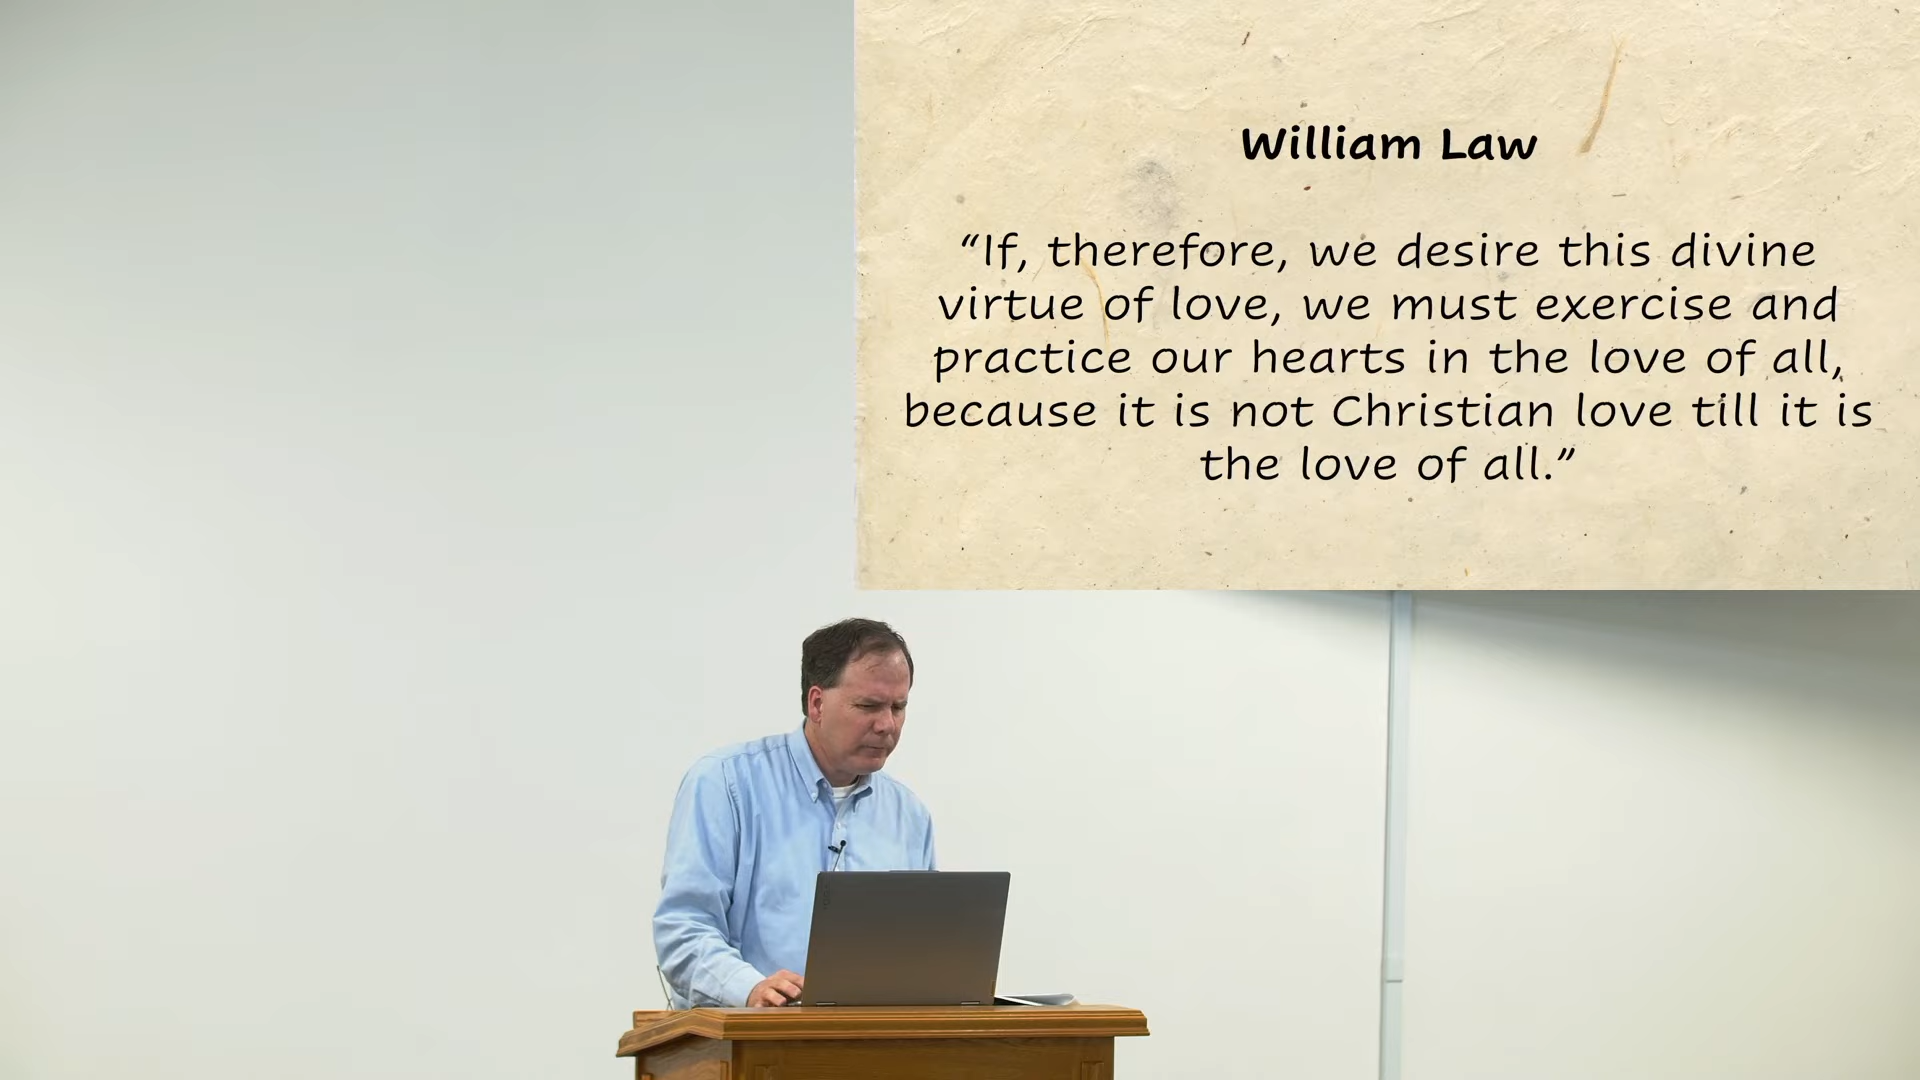 William Law
“If, therefore, we desire this divine
virtue of love, we must exercise and
practice our hearts in the love of all,
because it is not Christian love till it is
the love of all.”